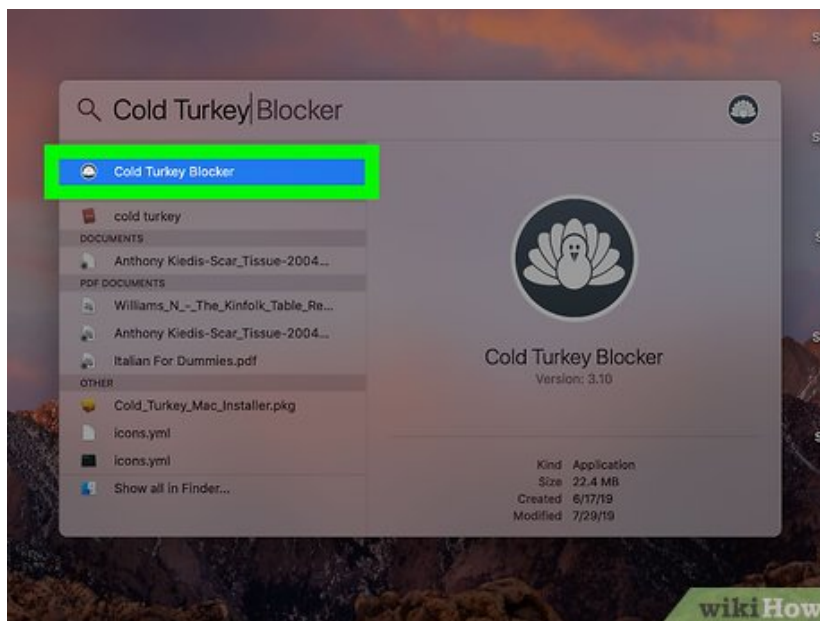 Cold Turkey Blocker
Cold Turkey Blocker
cold turkey
DOCUMENTS
Anthony Kiedis-Scar_Tissue-2004...
PDF DOCUMENTS
Williams_N_-_The_Kinfolk_Table_Re...
Anthony Kiedis-Scar_Tissue-2004...
Italian For Dummies.pdf
OTHER
Cold_Turkey_Mac_Installer.pkg
icons.yml
icons.yml
Show all in Finder...
Cold Turkey Blocker
Version: 3.10
Kind Application
Size 22.4 MB
Created 6/17/19
Modified 7/29/19
wikiHow